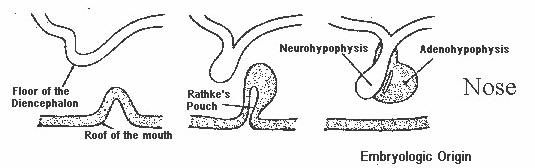 Floor of the
Diencephalon
Roof of the mouth
Rathke's
Pouch
Neurohypophysis
Adenohypophysis
Nose
Embryologic Origin